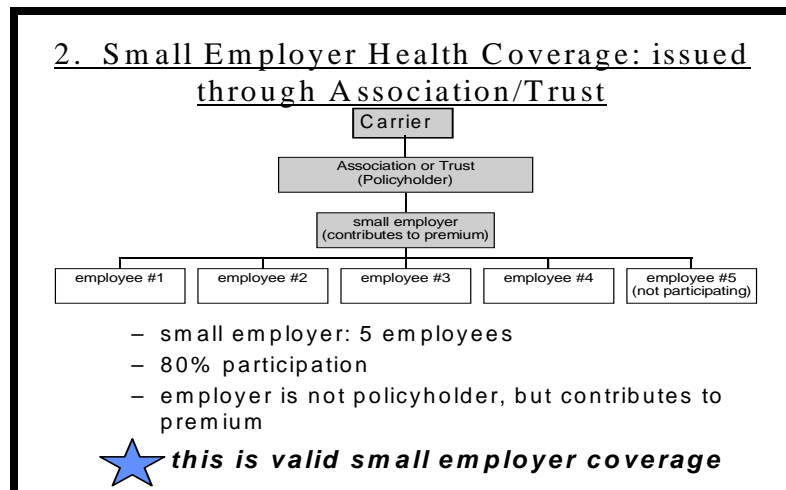 2. Small Employer Health Coverage: issued
through Association/Trust
Carrier
Association or Trust
(Policyholder)
small employer
(contributes to premium)
employee #1
employee #2
employee #3
employee #4
employee #5
(not participating)
– small employer: 5 employees
– 80% participation
– employer is not policyholder, but contributes to
premium
this is valid small employer coverage